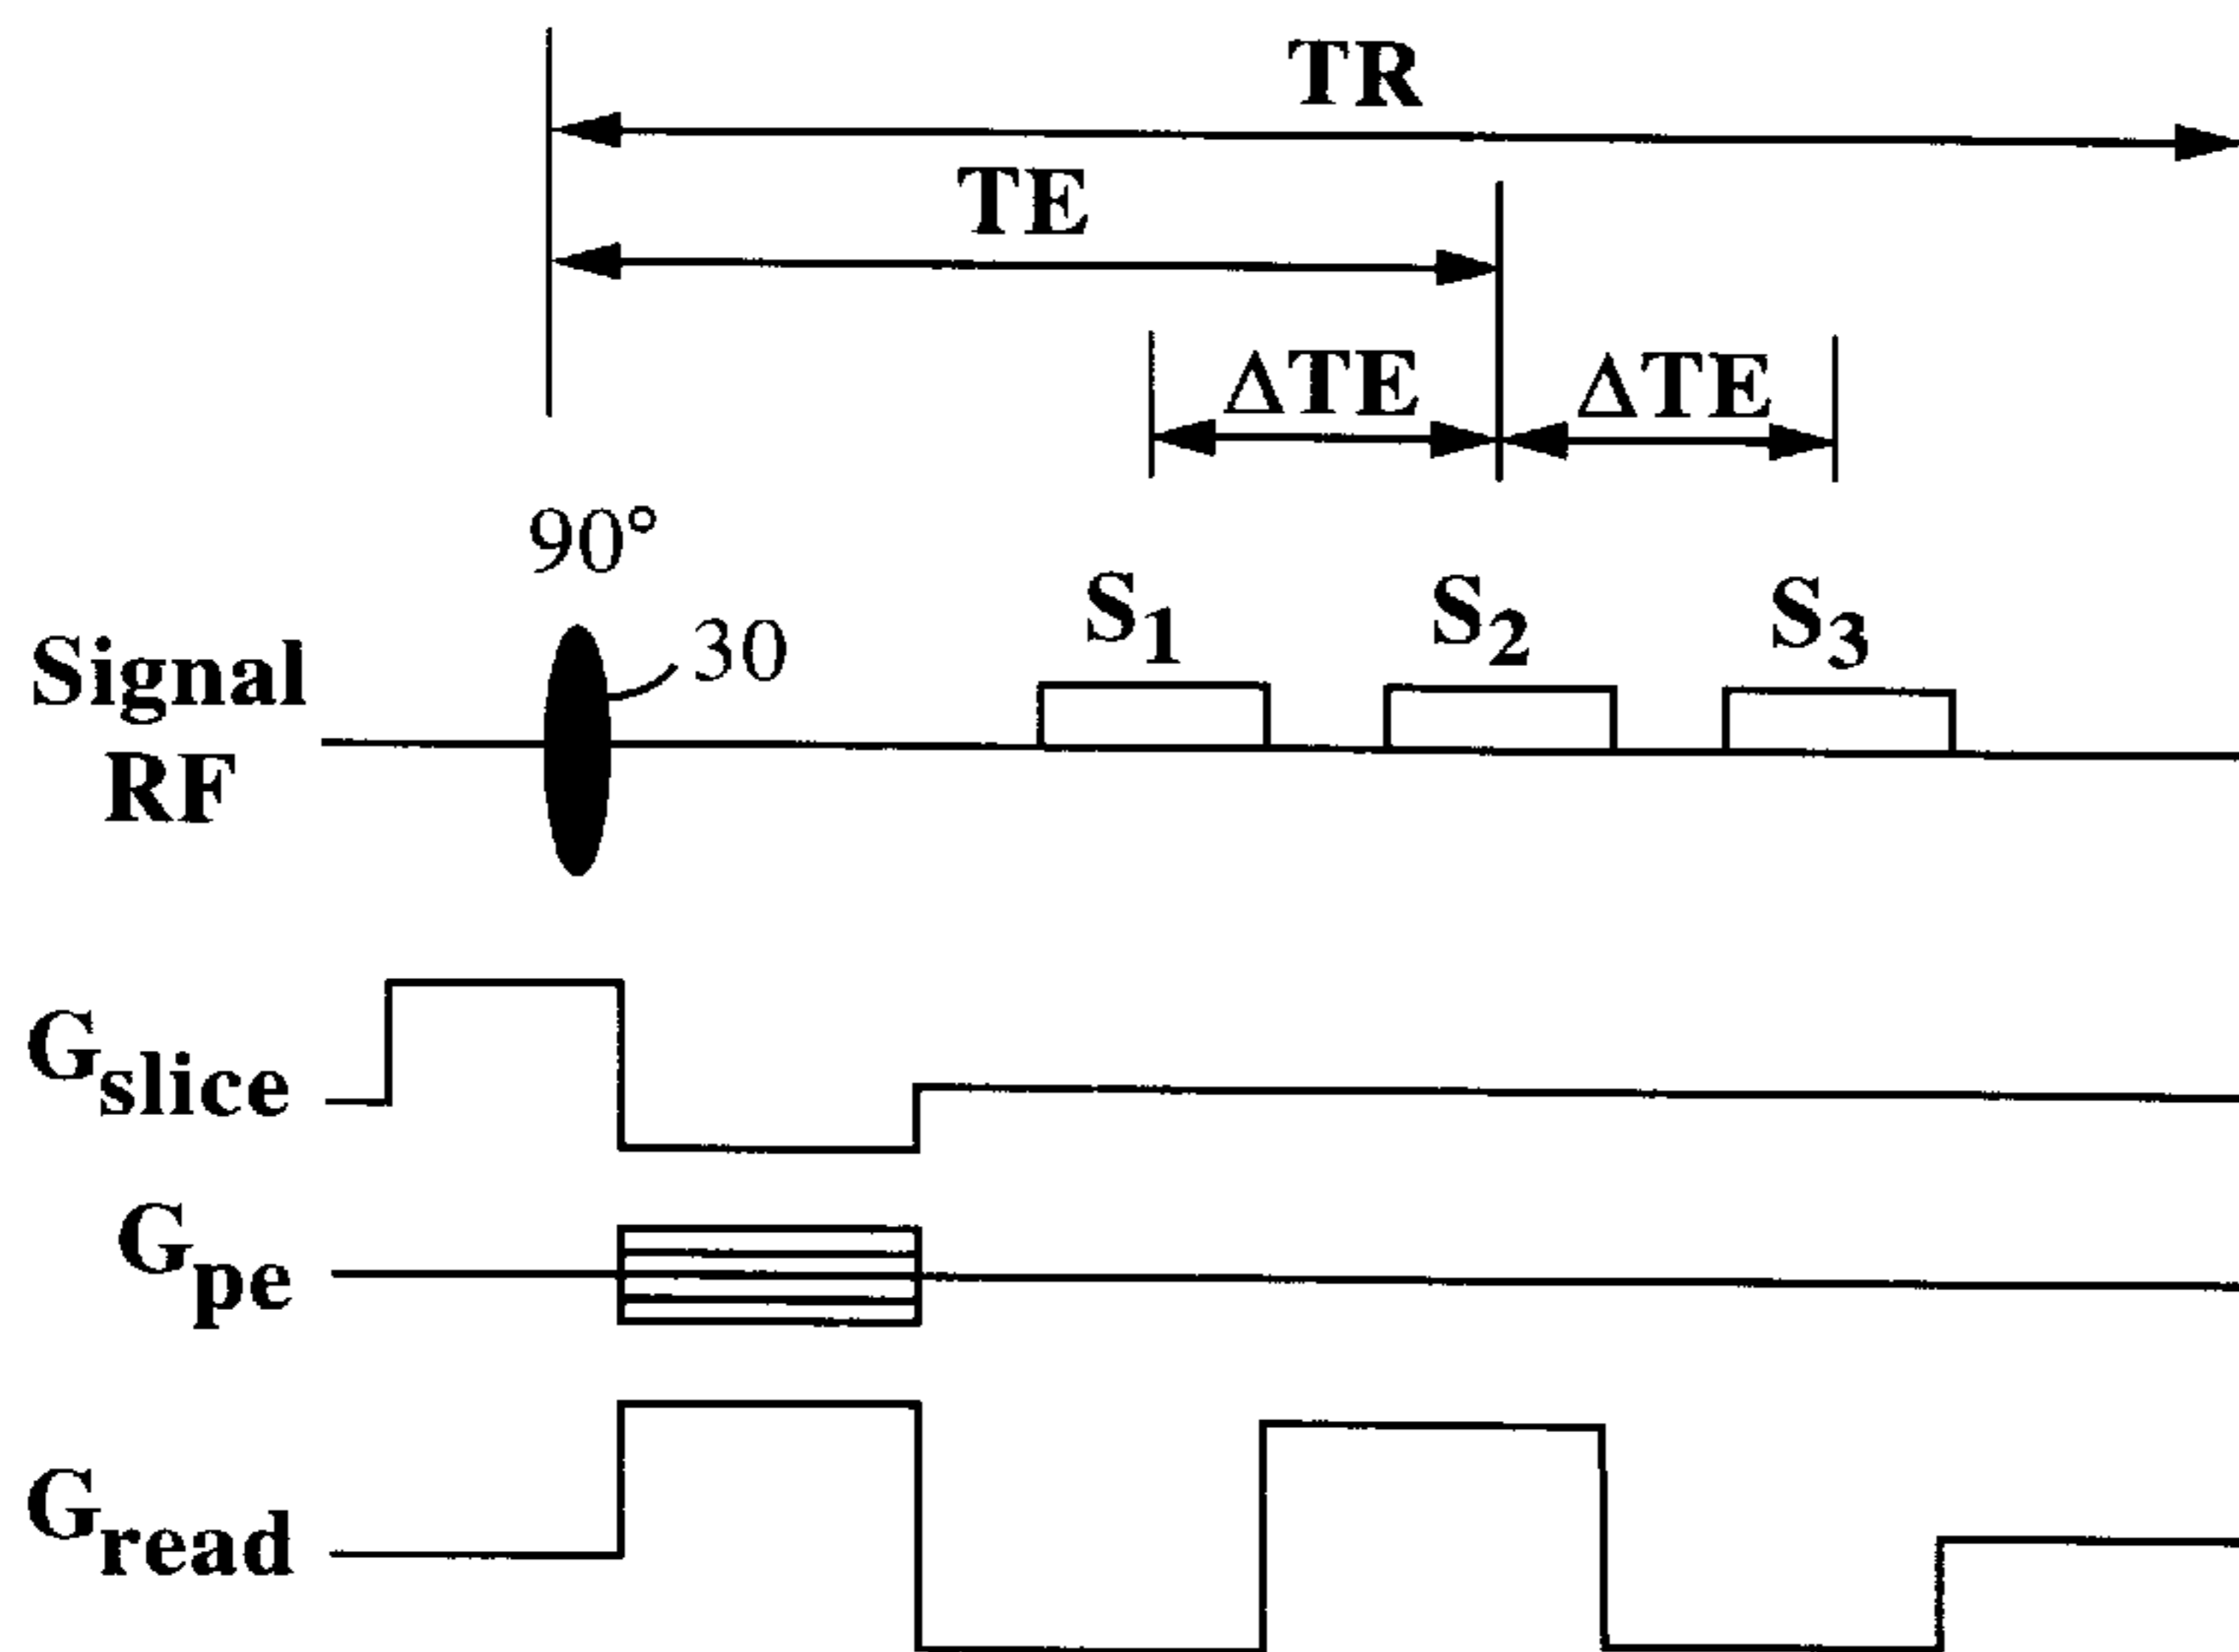 TR
TE
ΔTE ΔTE
90°
30
S1 S2 S3
Signal
RF
Gslice
Gpe
Gread